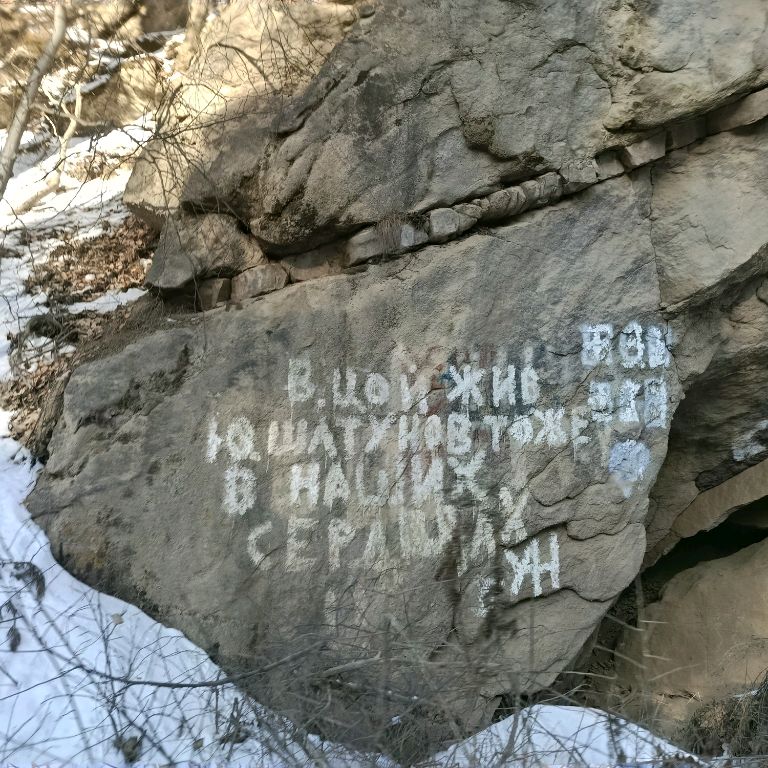 В. ЦОЙ ЖИВ
Ю. ШАТУНОВ ТОЖЕ
В НАШИХ
СЕРДЦАХ